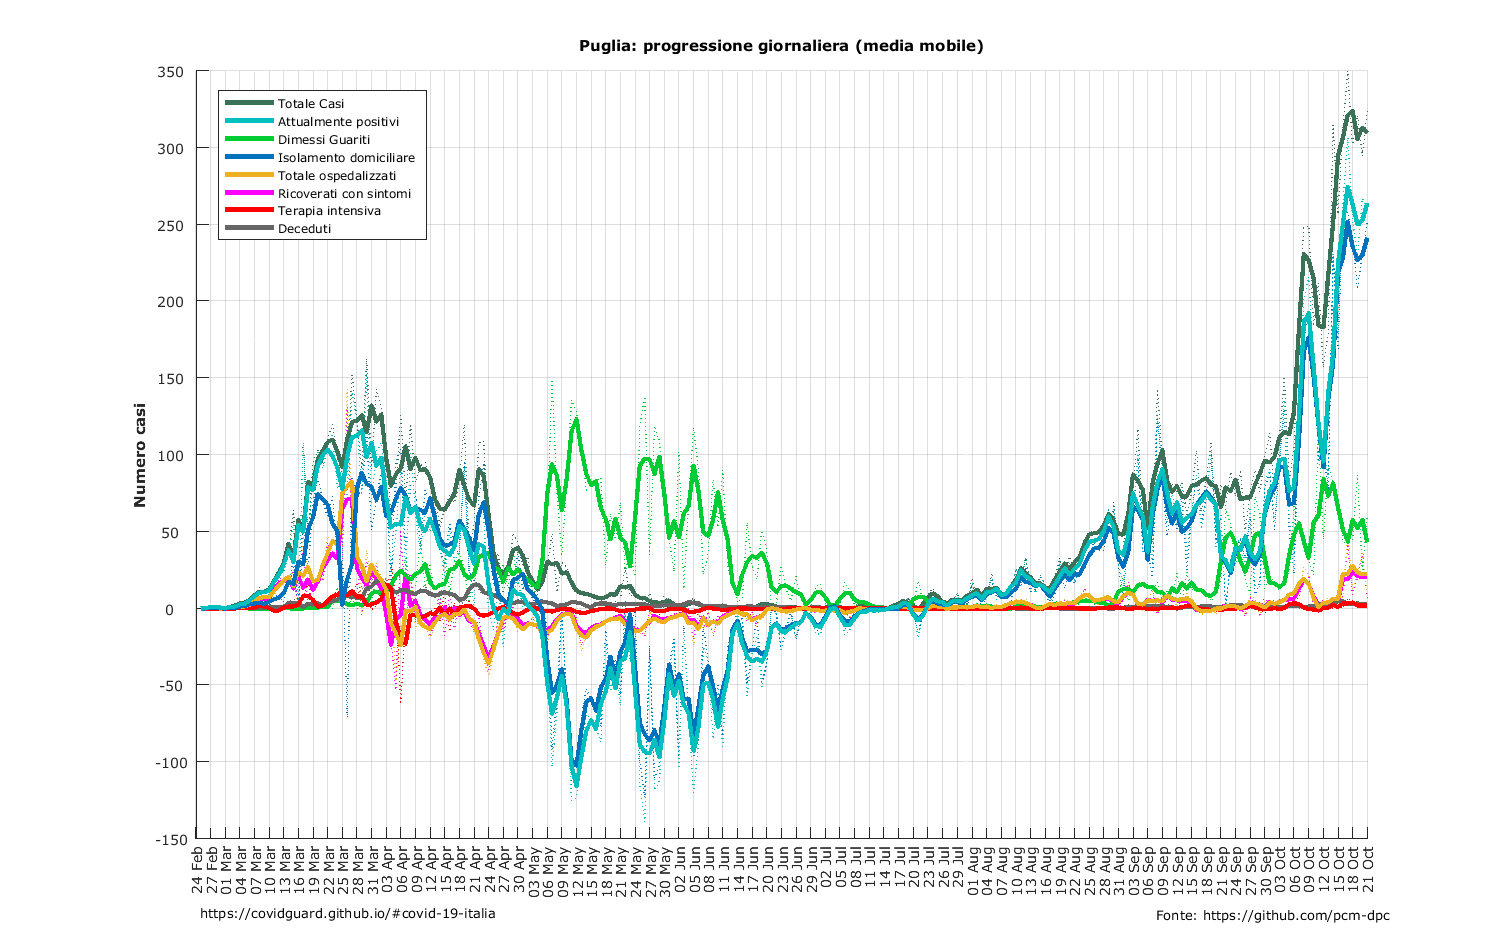 Puglia: progressione giornaliera (media mobile)
350
300
250
200
150
100
50
0
-50
-100
-150
Numero casi
Totale Casi
Attualmente positivi
Dimessi Guariti
Isolamento domiciliare
Totale ospedalizzati
Ricoverati con sintomi
Terapia intensiva
Deceduti
24 Feb
27 Feb
01 Mar
04 Mar
07 Mar
10 Mar
13 Mar
16 Mar
19 Mar
22 Mar
25 Mar
28 Mar
31 Mar
03 Apr
06 Apr
09 Apr
12 Apr
15 Apr
18 Apr
21 Apr
24 Apr
27 Apr
30 Apr
03 May
06 May
09 May
12 May
15 May
18 May
21 May
24 May
27 May
30 May
02 Jun
05 Jun
08 Jun
11 Jun
14 Jun
17 Jun
20 Jun
23 Jun
26 Jun
29 Jun
02 Jul
05 Jul
08 Jul
11 Jul
14 Jul
17 Jul
20 Jul
23 Jul
26 Jul
29 Jul
01 Aug
04 Aug
07 Aug
10 Aug
13 Aug
16 Aug
19 Aug
22 Aug
25 Aug
28 Aug
31 Aug
03 Sep
06 Sep
09 Sep
12 Sep
15 Sep
18 Sep
21 Sep
24 Sep
27 Sep
30 Sep
03 Oct
06 Oct
09 Oct
12 Oct
15 Oct
18 Oct
21 Oct
https://covidguard.github.io/#covid-19-italia
Fonte: https://github.com/pcm-dpc